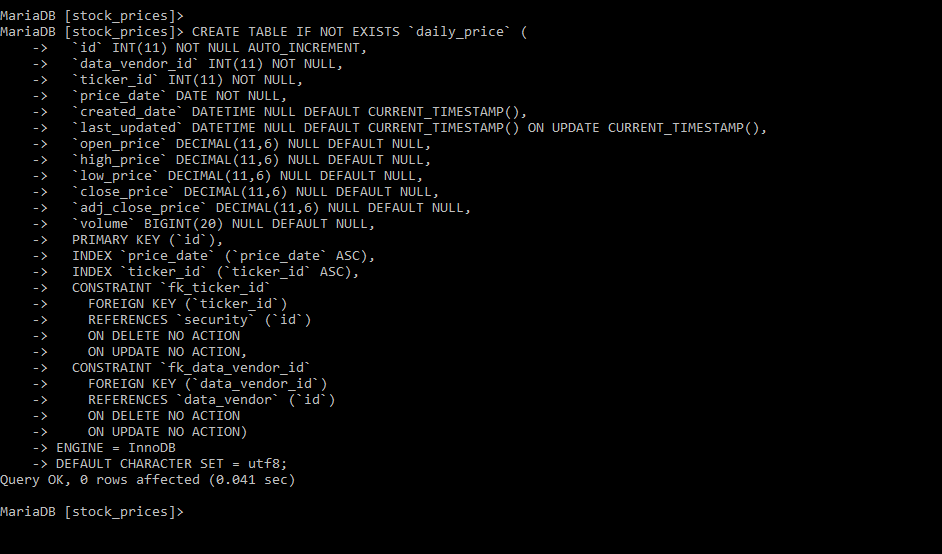 MariaDB [stock_prices]>
MariaDB [stock_prices]> CREATE TABLE IF NOT EXISTS `daily_price` (
    ->   `id` INT(11) NOT NULL AUTO_INCREMENT,
    ->   `data_vendor_id` INT(11) NOT NULL,
    ->   `ticker_id` INT(11) NOT NULL,
    ->   `price_date` DATE NOT NULL,
    ->   `created_date` DATETIME NULL DEFAULT CURRENT_TIMESTAMP(),
    ->   `last_updated` DATETIME NULL DEFAULT CURRENT_TIMESTAMP() ON UPDATE CURRENT_TIMESTAMP(),
    ->   `open_price` DECIMAL(11,6) NULL DEFAULT NULL,
    ->   `high_price` DECIMAL(11,6) NULL DEFAULT NULL,
    ->   `low_price` DECIMAL(11,6) NULL DEFAULT NULL,
    ->   `close_price` DECIMAL(11,6) NULL DEFAULT NULL,
    ->   `adj_close_price` DECIMAL(11,6) NULL DEFAULT NULL,
    ->   `volume` BIGINT(20) NULL DEFAULT NULL,
    ->   PRIMARY KEY (`id`),
    ->   INDEX `price_date` (`price_date` ASC),
    ->   INDEX `ticker_id` (`ticker_id` ASC),
    ->   CONSTRAINT `fk_ticker_id`
    ->     FOREIGN KEY (`ticker_id`)
    ->     REFERENCES `security` (`id`)
    ->     ON DELETE NO ACTION
    ->     ON UPDATE NO ACTION,
    ->   CONSTRAINT `fk_data_vendor_id`
    ->     FOREIGN KEY (`data_vendor_id`)
    ->     REFERENCES `data_vendor` (`id`)
    ->     ON DELETE NO ACTION
    ->     ON UPDATE NO ACTION)
    -> ENGINE = InnoDB
    -> DEFAULT CHARACTER SET = utf8;
Query OK, 0 rows affected (0.041 sec)
MariaDB [stock_prices]>